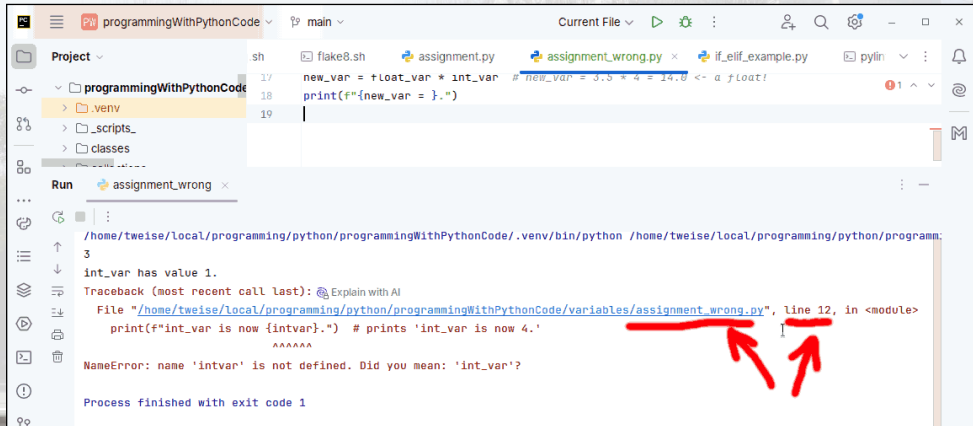 PC PW programmingWithPythonCode main Current File
Project sh flake8.sh assignment.py assignment_wrong.py if_elif_example.py pylin
programmingWithPythonCode
.venv
_scripts_
classes
17 new_var = float_var * int_var # new_var = 3.5 * 4 = 14.0 <- a float!
18 print(f"{new_var = }.")
19
1
Run assignment_wrong
/home/tweise/local/programming/python/programmingWithPythonCode/.venv/bin/python /home/tweise/local/programming/python/programmi
3
int_var has value 1.
Traceback (most recent call last): Explain with AI
File "/home/tweise/local/programming/python/programmingWithPythonCode/variables/assignment_wrong.py", line 12, in <module>
print(f"int_var is now {intvar}.") # prints 'int_var is now 4.'
^^^^^^
NameError: name 'intvar' is not defined. Did you mean: 'int_var'?
Process finished with exit code 1